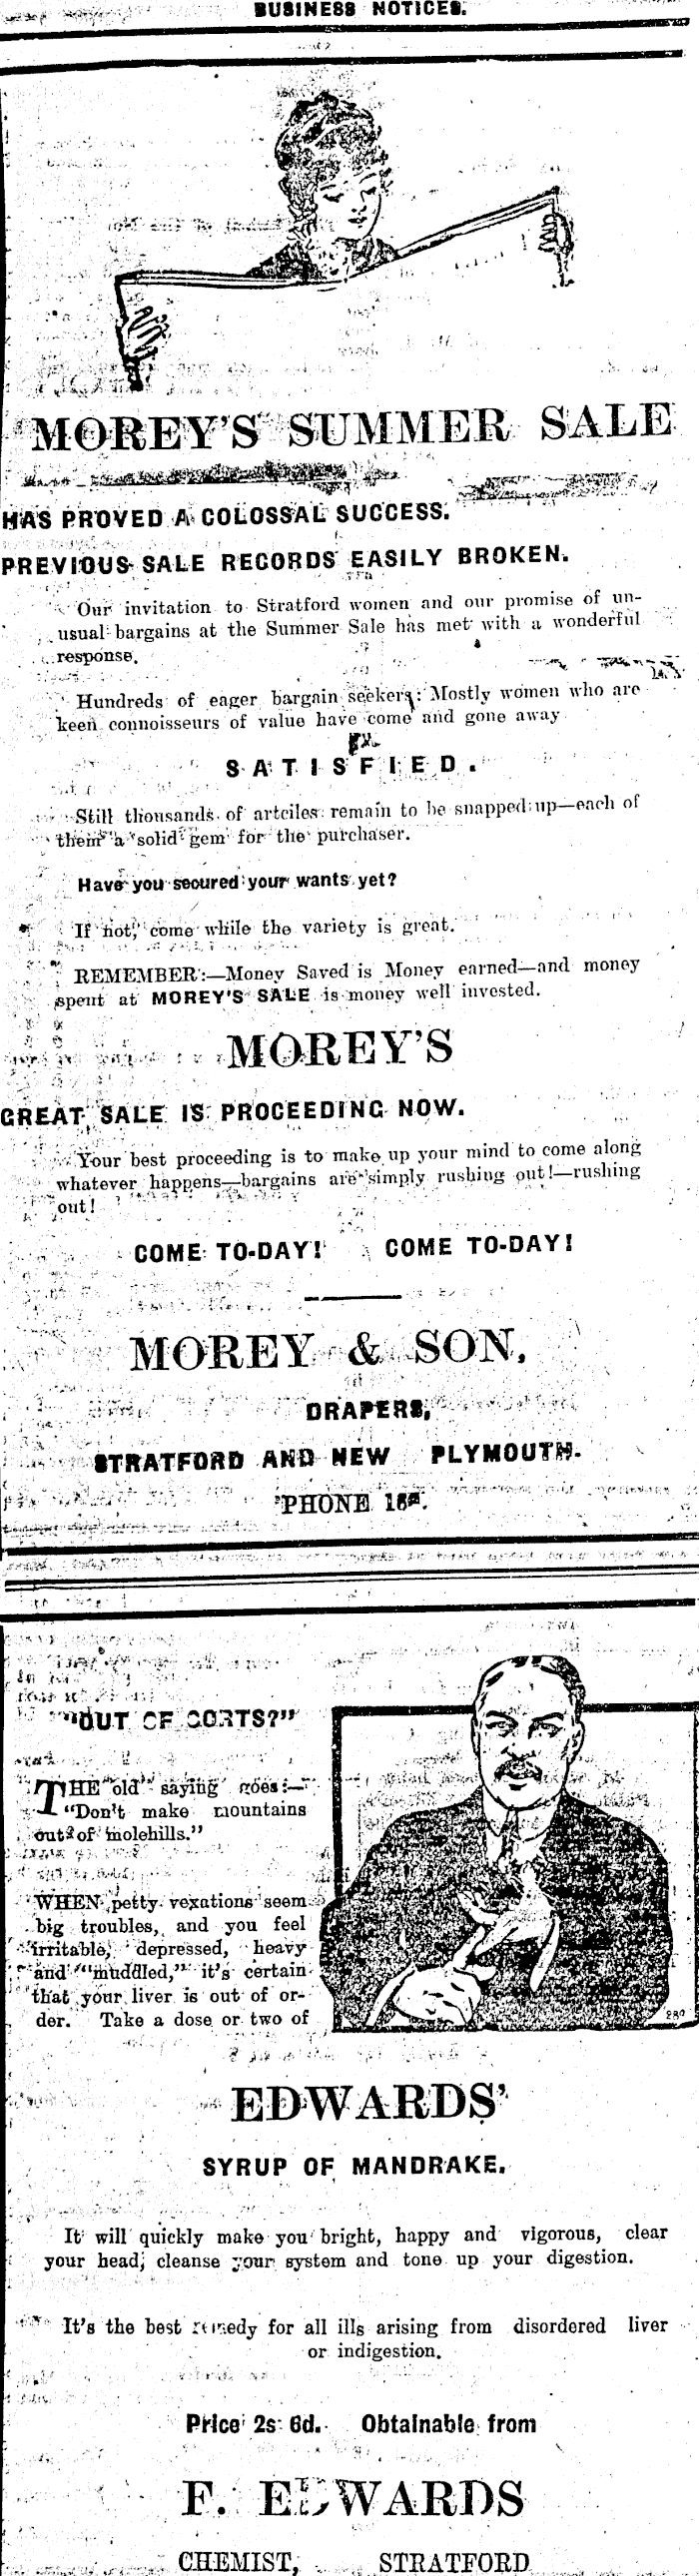 BUSINESS NOTICES.
MOREY'S SUMMER SALE
HAS PROVED A COLOSSAL SUCCESS.
PREVIOUS SALE RECORDS EASILY BROKEN.
Our invitation to Stratford women and our promise of un-
usual bargains at the Summer Sale has met with a wonderful
response.
Hundreds of eager bargain seekers: Mostly women who are
keen connoisseurs of value have come and gone away
SATISFIED.
Still thousands of artciles remain to be snapped up—each of
them a solid gem for the purchaser.
Have you secured your wants yet?
If not, come while the variety is great.
REMEMBER:—Money Saved is Money earned—and money
spent at MOREY'S SALE is money well invested.
MOREY'S
GREAT SALE IS PROCEEDING NOW.
Your best proceeding is to make up your mind to come along
whatever happens—bargains are simply rushing out!—rushing
out!
COME TO-DAY! COME TO-DAY!
MOREY & SON,
DRAPERS,
STRATFORD AND NEW PLYMOUTH.
'PHONE
"OUT OF SORTS?"
THE old saying goes:—
"Don't make mountains
out of molehills."
WHEN petty vexations seem
big troubles, and you feel
irritable, depressed, heavy
and "muddled," it's certain
that your liver is out of or-
der. Take a dose or two of
EDWARDS'
SYRUP OF MANDRAKE.
It will quickly make you bright, happy and vigorous, clear
your head, cleanse your system and tone up your digestion.
It's the best remedy for all ills arising from disordered liver
or indigestion.
Price 2s 6d. Obtainable from
F. EDWARDS
CHEMIST, STRATFORD